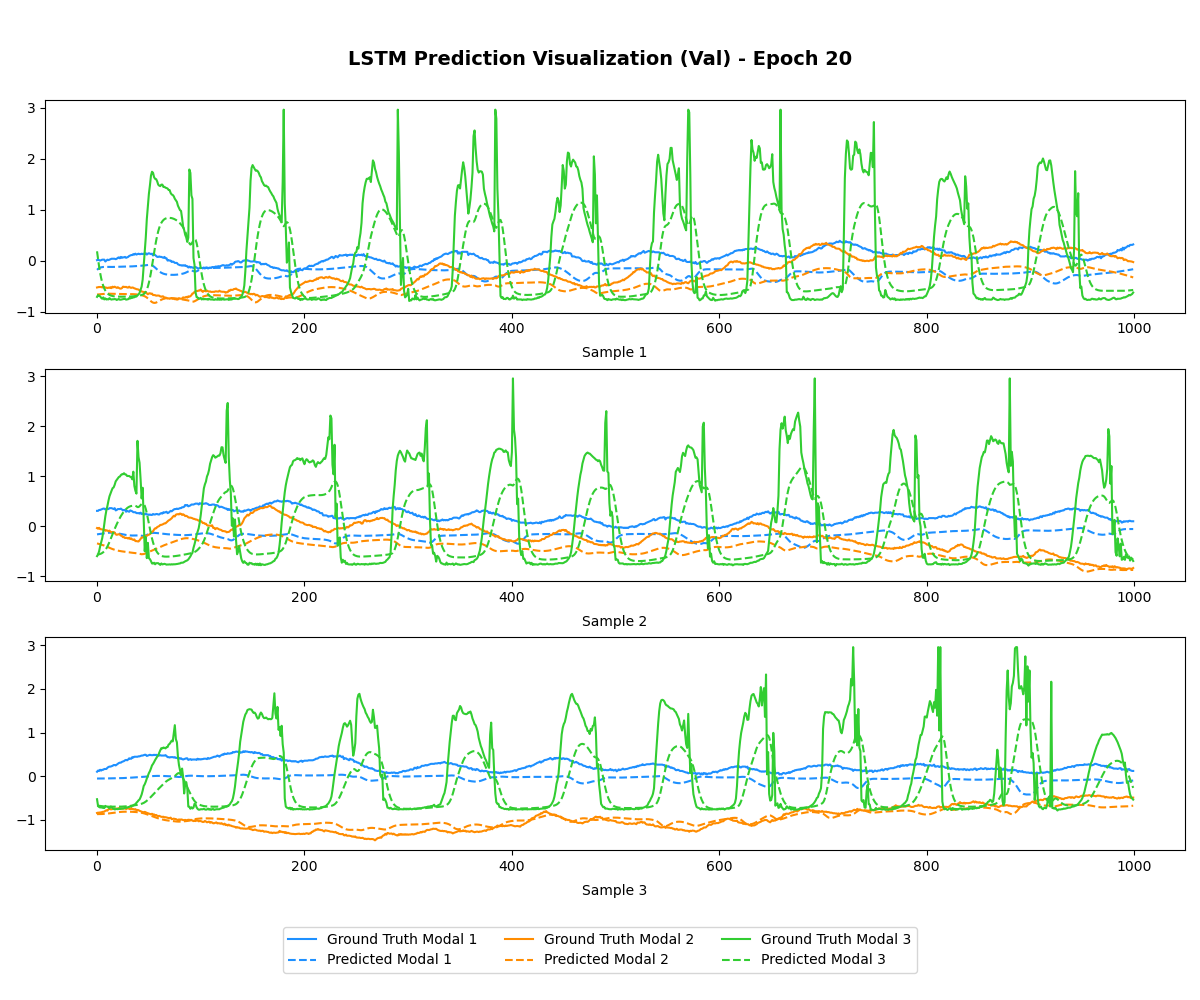 LSTM Prediction Visualization (Val) - Epoch 20
3
2
1
0
−1
0 200 400 600 800 1000
Sample 1
3
2
1
0
−1
0 200 400 600 800 1000
Sample 2
3
2
1
0
−1
0 200 400 600 800 1000
Sample 3
Ground Truth Modal 1 Ground Truth Modal 2 Ground Truth Modal 3
Predicted Modal 1 Predicted Modal 2 Predicted Modal 3